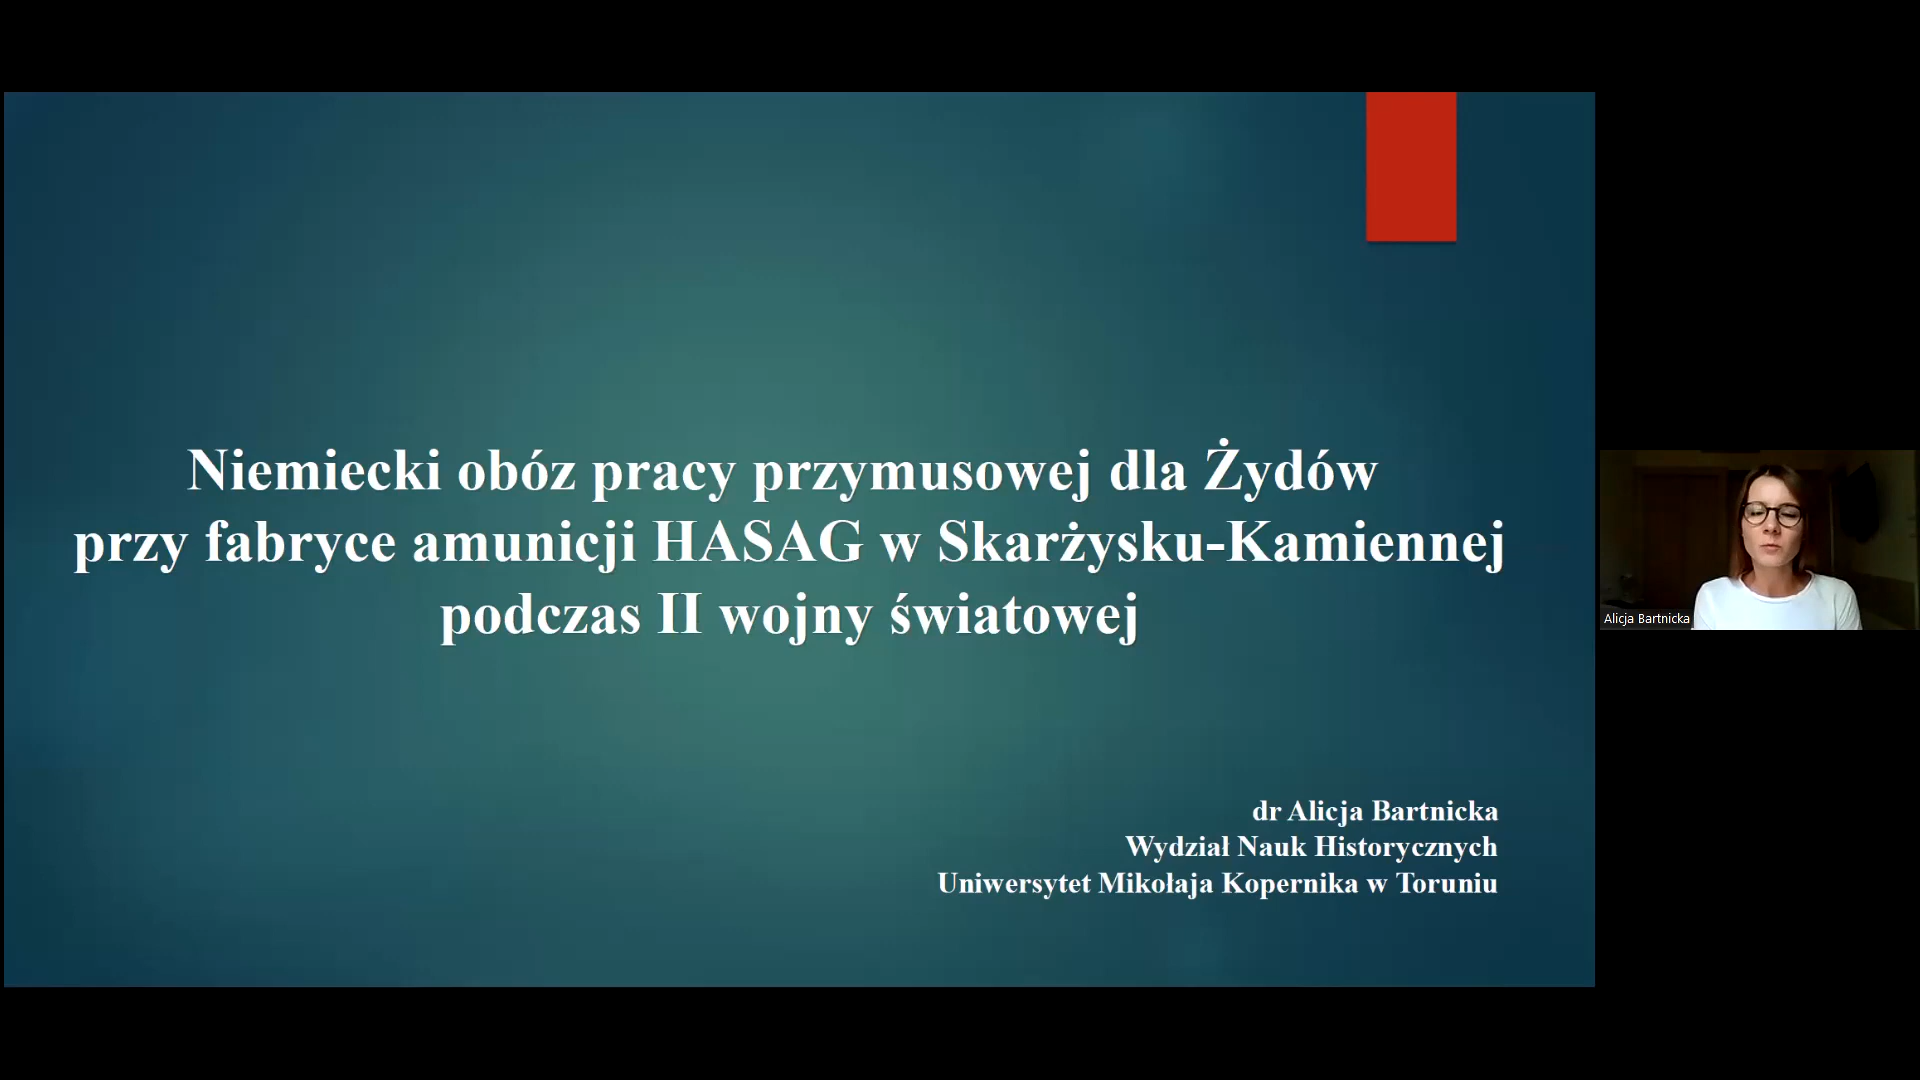 Niemiecki obóz pracy przymusowej dla Żydów
przy fabryce amunicji HASAG w Skarżysku-Kamiennej
podczas II wojny światowej
dr Alicja Bartnicka
Wydział Nauk Historycznych
Uniwersytet Mikołaja Kopernika w Toruniu
Alicja Bartnicka